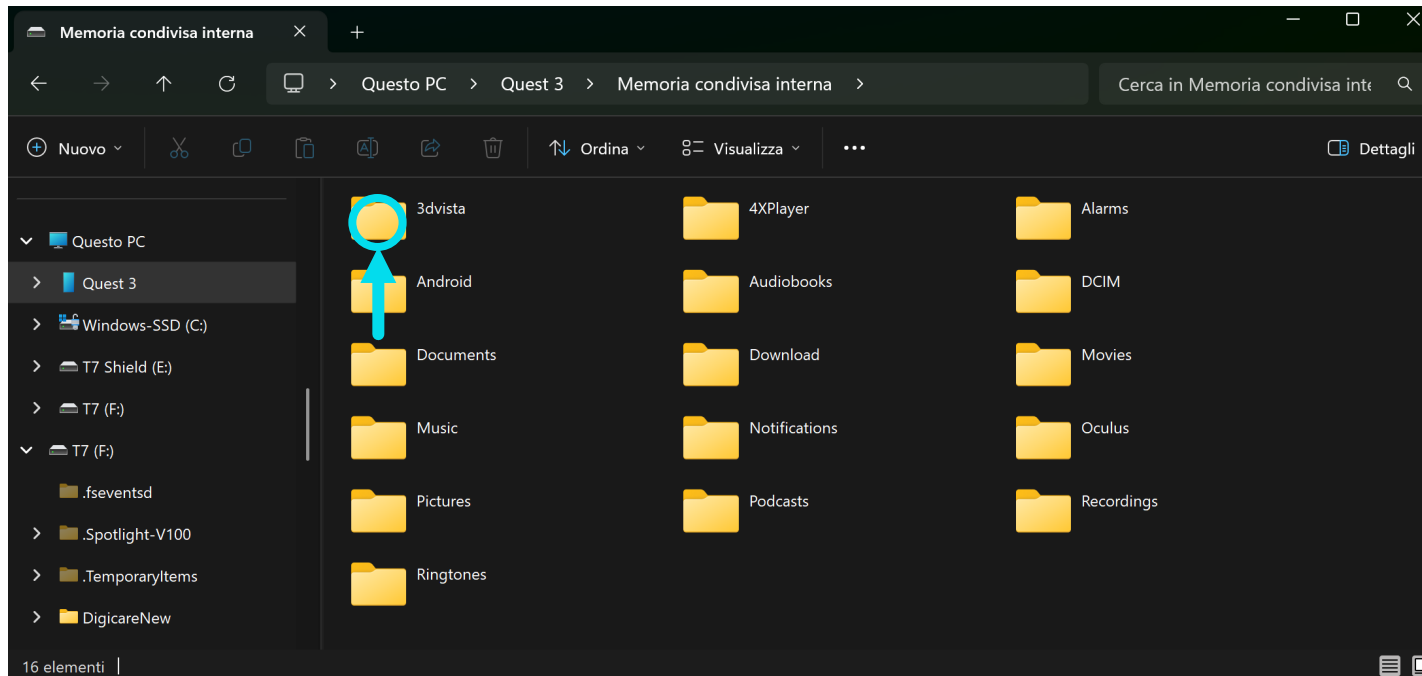 Memoria condivisa interna
Questo PC > Quest 3 > Memoria condivisa interna >
Cerca in Memoria condivisa inte
Nuovo
Ordina
Visualizza
Dettagli
Questo PC
Quest 3
Windows-SSD (C:)
T7 Shield (E:)
T7 (F:)
T7 (F:)
.fseventsd
.Spotlight-V100
.TemporaryItems
DigicareNew
3dvista
4XPlayer
Alarms
Android
Audiobooks
DCIM
Documents
Download
Movies
Music
Notifications
Oculus
Pictures
Podcasts
Recordings
Ringtones
16 elementi